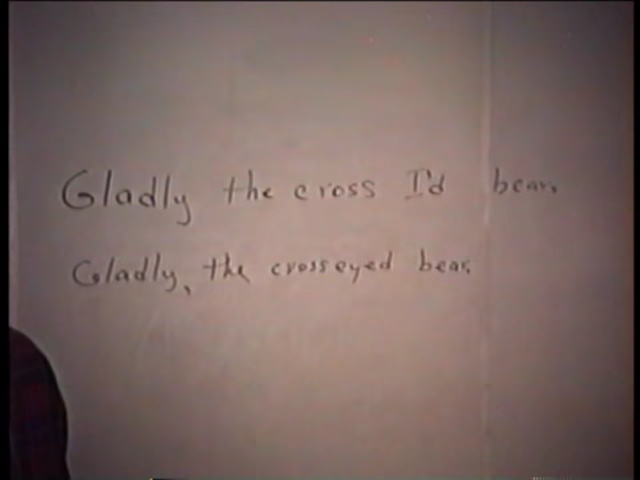 Gladly the cross I'd bear.
Gladly, the crosseyed bear.